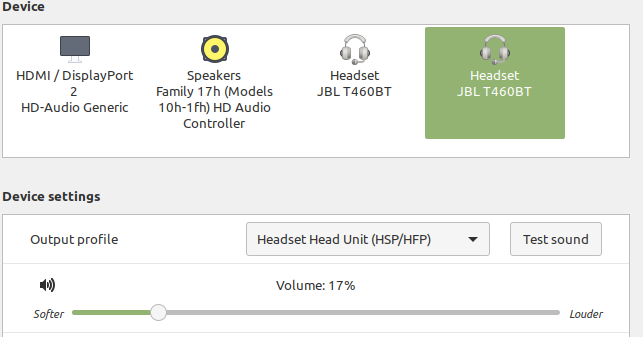 Device
HDMI / DisplayPort
2
HD-Audio Generic
Speakers
Family 17h (Models
10h-1fh) HD Audio
Controller
Headset
JBL T460BT
Headset
JBL T460BT
Device settings
Output profile
Headset Head Unit (HSP/HFP)
Test sound
Volume: 17%
Softer
Louder